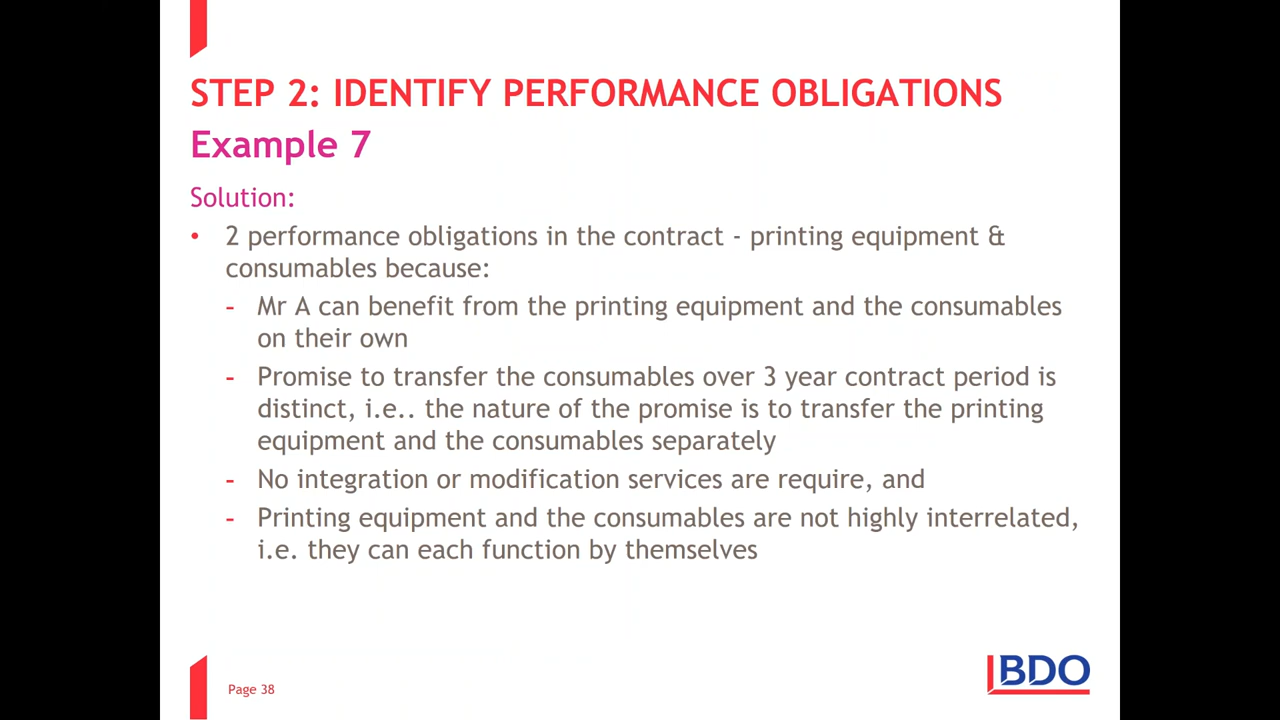 STEP 2: IDENTIFY PERFORMANCE OBLIGATIONS
Example 7
Solution:
• 2 performance obligations in the contract - printing equipment &
consumables because:
- Mr A can benefit from the printing equipment and the consumables
on their own
- Promise to transfer the consumables over 3 year contract period is
distinct, i.e.. the nature of the promise is to transfer the printing
equipment and the consumables separately
- No integration or modification services are require, and
- Printing equipment and the consumables are not highly interrelated,
i.e. they can each function by themselves
Page 38
BDO